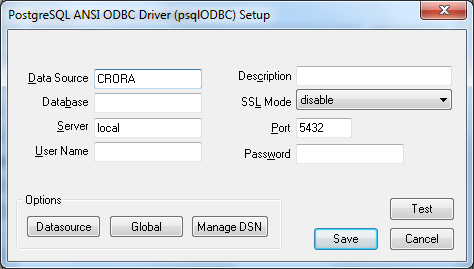 PostgreSQL ANSI ODBC Driver (psqlODBC) Setup
Data Source CRORA Description
Database SSL Mode disable
Server local Port 5432
User Name Password
Options
Datasource Global Manage DSN Test
Save Cancel